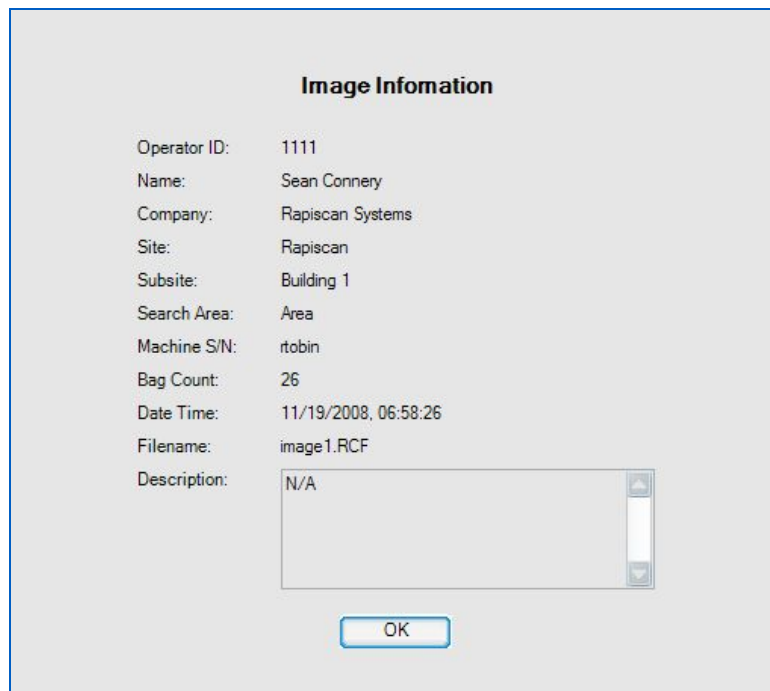 Image Infomation
Operator ID: 1111
Name: Sean Connery
Company: Rapiscan Systems
Site: Rapiscan
Subsite: Building 1
Search Area: Area
Machine S/N: rtobin
Bag Count: 26
Date Time: 11/19/2008, 06:58:26
Filename: image1.RCF
Description: N/A
OK